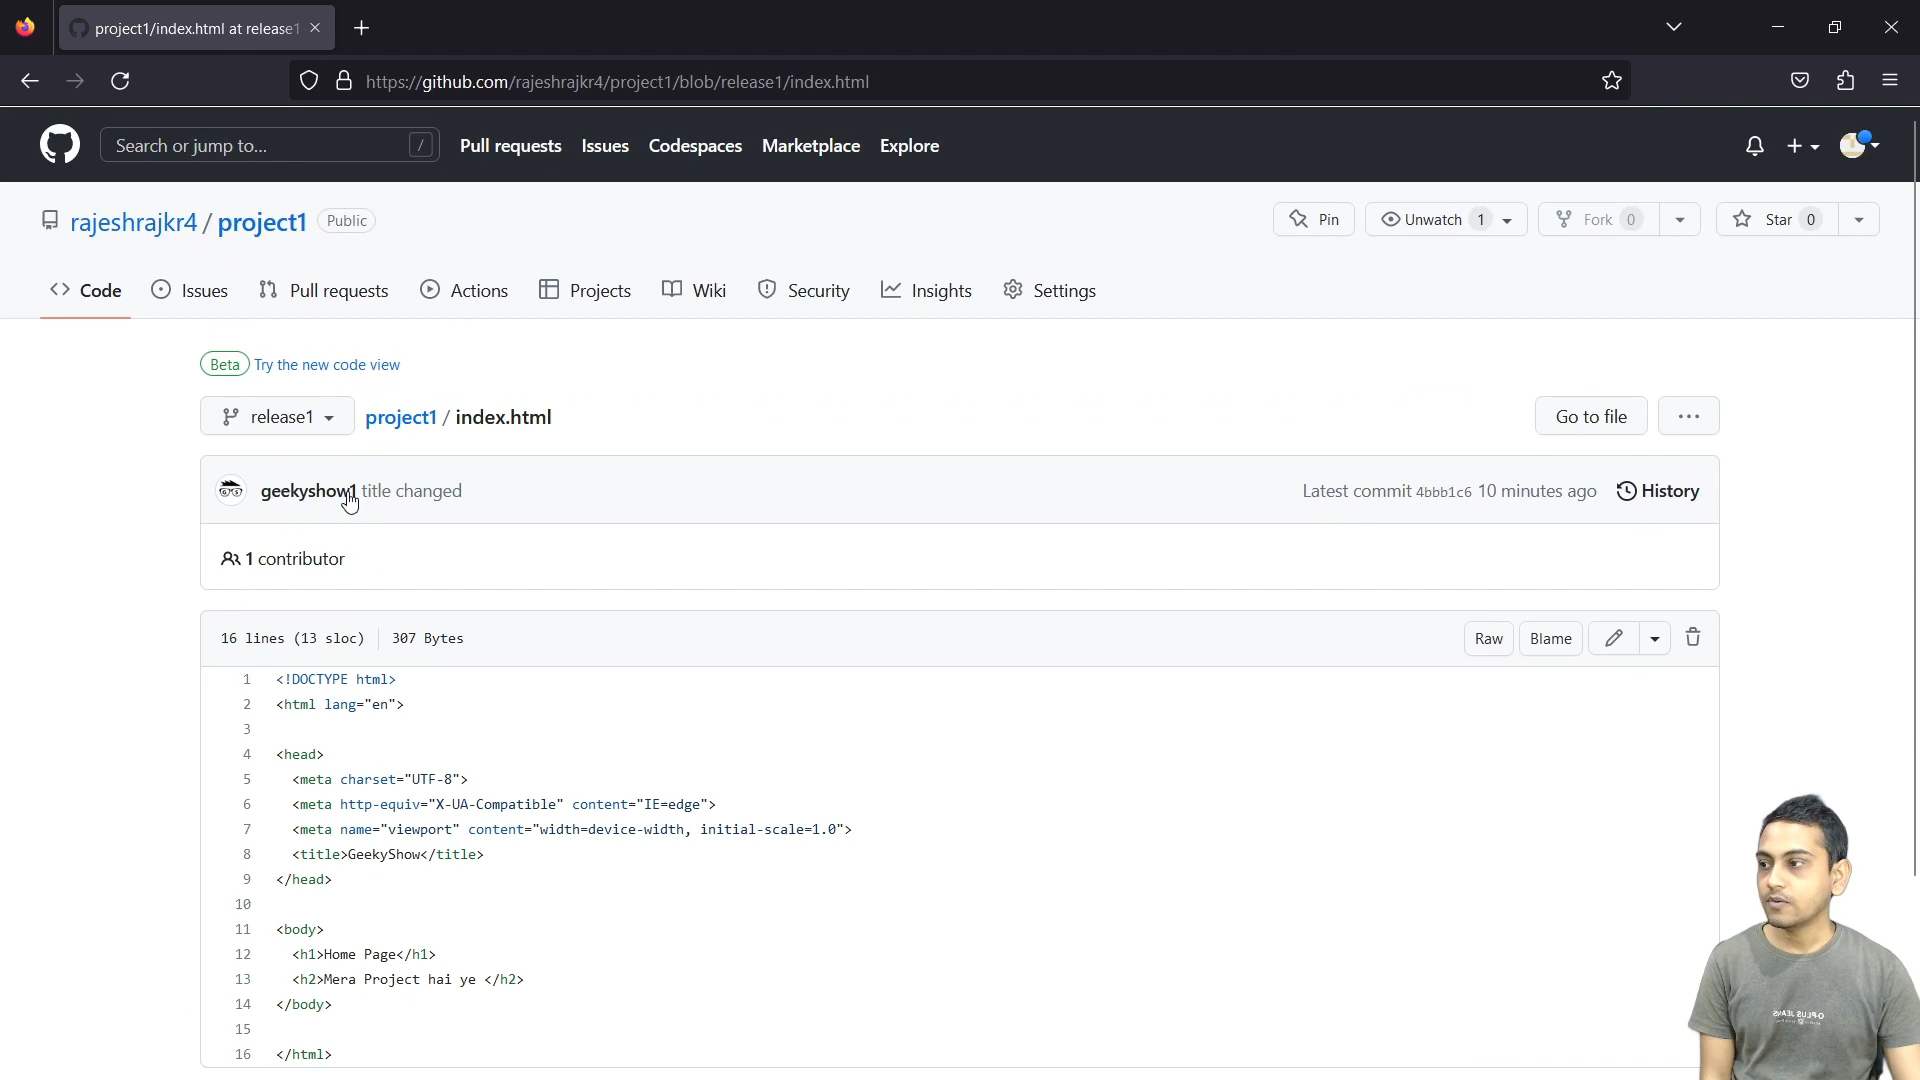 project1/index.html at release1
https://github.com/rajeshrajkr4/project1/blob/release1/index.html
Search or jump to... /
Pull requests Issues Codespaces Marketplace Explore
rajeshrajkr4 / project1 Public
Pin Unwatch 1 Fork 0 Star 0
Code Issues Pull requests Actions Projects Wiki Security Insights Settings
Beta Try the new code view
release1 project1 / index.html
Go to file ...
geekyshow1 title changed
Latest commit 4bbb1c6 10 minutes ago History
1 contributor
16 lines (13 sloc) 307 Bytes
Raw Blame
1 <!DOCTYPE html>
2 <html lang="en">
3
4 <head>
5 <meta charset="UTF-8">
6 <meta http-equiv="X-UA-Compatible" content="IE=edge">
7 <meta name="viewport" content="width=device-width, initial-scale=1.0">
8 <title>GeekyShow</title>
9 </head>
10
11 <body>
12 <h1>Home Page</h1>
13 <h2>Mera Project hai ye </h2>
14 </body>
15
16 </html>